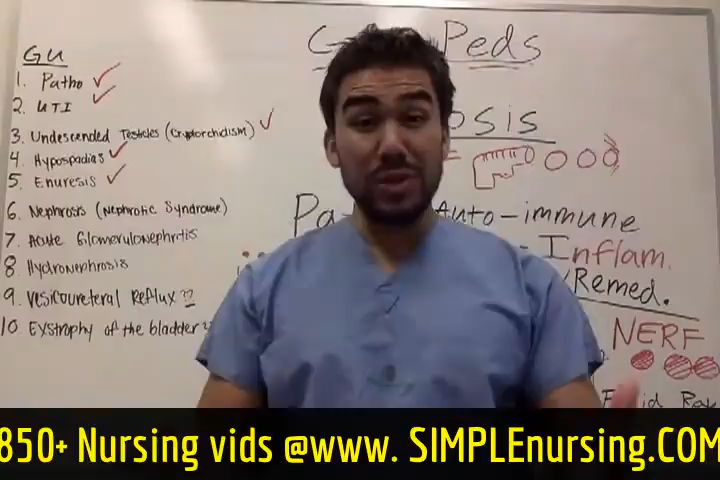 GU
1. Patho
2. UTI
3. Undescended Testicles (Cryptorchidism)
4 Hypospadias
5. Enuresis
6. Nephrosis (Nephrotic Syndrome)
7. Acute Glomerulonephritis
8 Hydronephrosis
9. Vesicoureteral Reflux??
10 Exstrophy of the bladder
Peds
osis
Auto-immune
Inflam.
/Remed.
NERF
850+ Nursing vids @www. SIMPLEnursing.COM